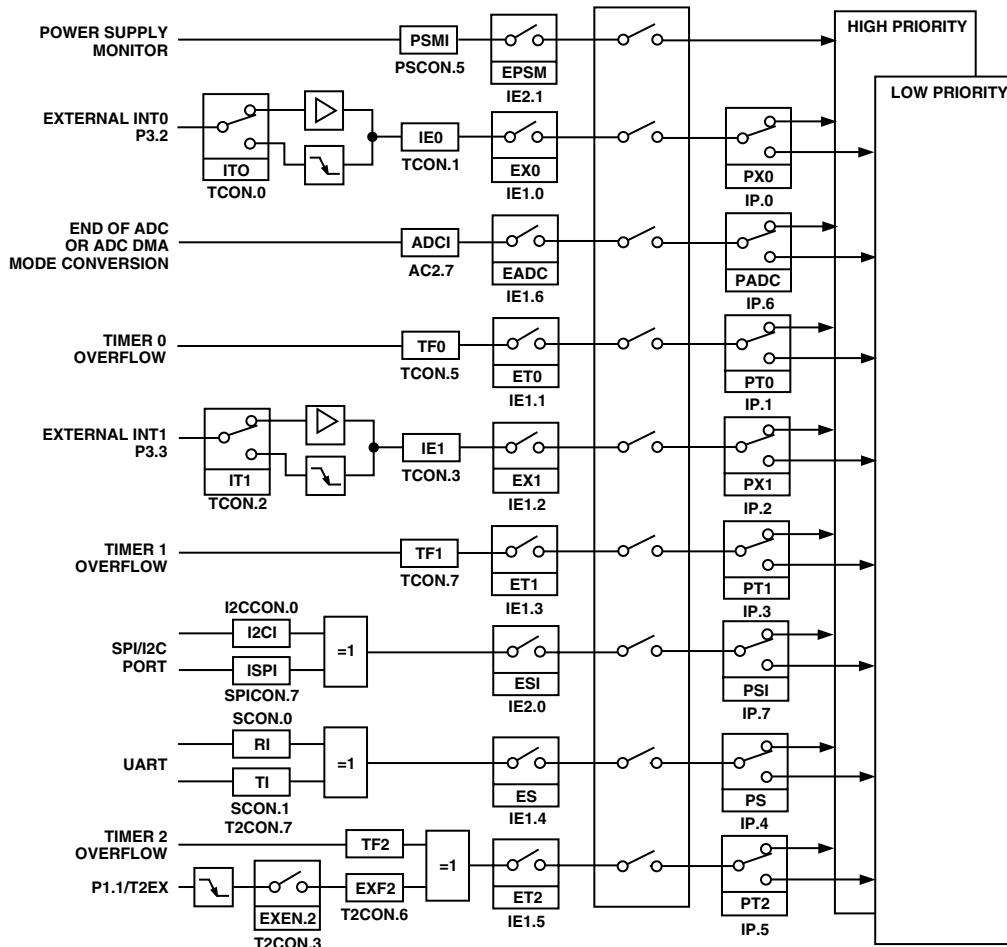 POWER SUPPLY
MONITOR
PSMI
PSCON.5
EPSM
IE2.1
HIGH PRIORITY
LOW PRIORITY
EXTERNAL INT0
P3.2
ITO
TCON.0
IE0
TCON.1
EX0
IE1.0
PX0
IP.0
END OF ADC
OR ADC DMA
MODE CONVERSION
ADCI
AC2.7
EADC
IE1.6
PADC
IP.6
TIMER 0
OVERFLOW
TF0
TCON.5
ET0
IE1.1
PT0
IP.1
EXTERNAL INT1
P3.3
IT1
TCON.2
IE1
TCON.3
EX1
IE1.2
PX1
IP.2
TIMER 1
OVERFLOW
TF1
TCON.7
ET1
IE1.3
PT1
IP.3
SPI/I2C
PORT
I2CCON.0
I2CI
ISPI
SPICON.7
=1
ESI
IE2.0
PSI
IP.7
UART
SCON.0
RI
TI
SCON.1
=1
ES
IE1.4
PS
IP.4
TIMER 2
OVERFLOW
T2CON.7
TF2
P1.1/T2EX
EXEN.2
T2CON.3
EXF2
T2CON.6
=1
ET2
IE1.5
PT2
IP.5